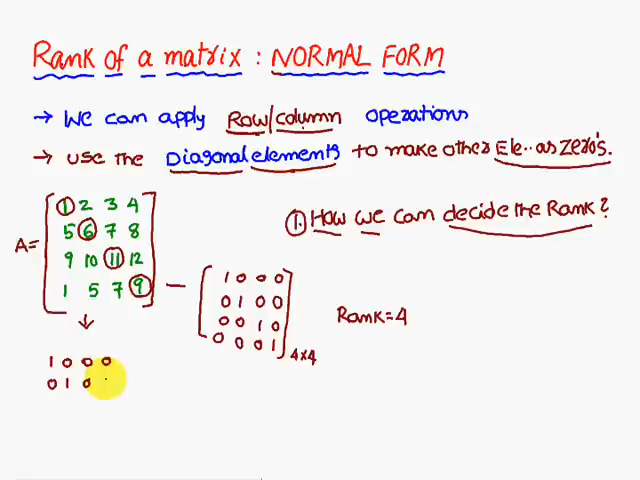 Rank of a matrix : NORMAL FORM
→ We can apply Row/column operations
→ use the Diagonal elements to make other Ele.. as zero's.
1. How we can decide the Rank?
A = [ 1 2 3 4
5 6 7 8
9 10 11 12
1 5 7 9 ]
— [ 1 0 0 0
0 1 0 0
0 0 1 0
0 0 0 1 ] 4×4
Rank = 4
↓
1 0 0 0
0 1 0